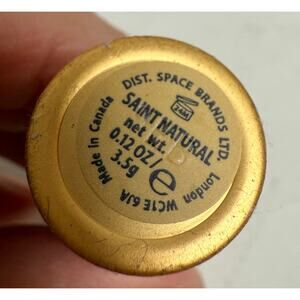 DIST. SPACE BRANDS LTD. London WC1E 6JA
Made in Canada
24M
SAINT NATURAL
net wt.
0.12 OZ/
3.5g e